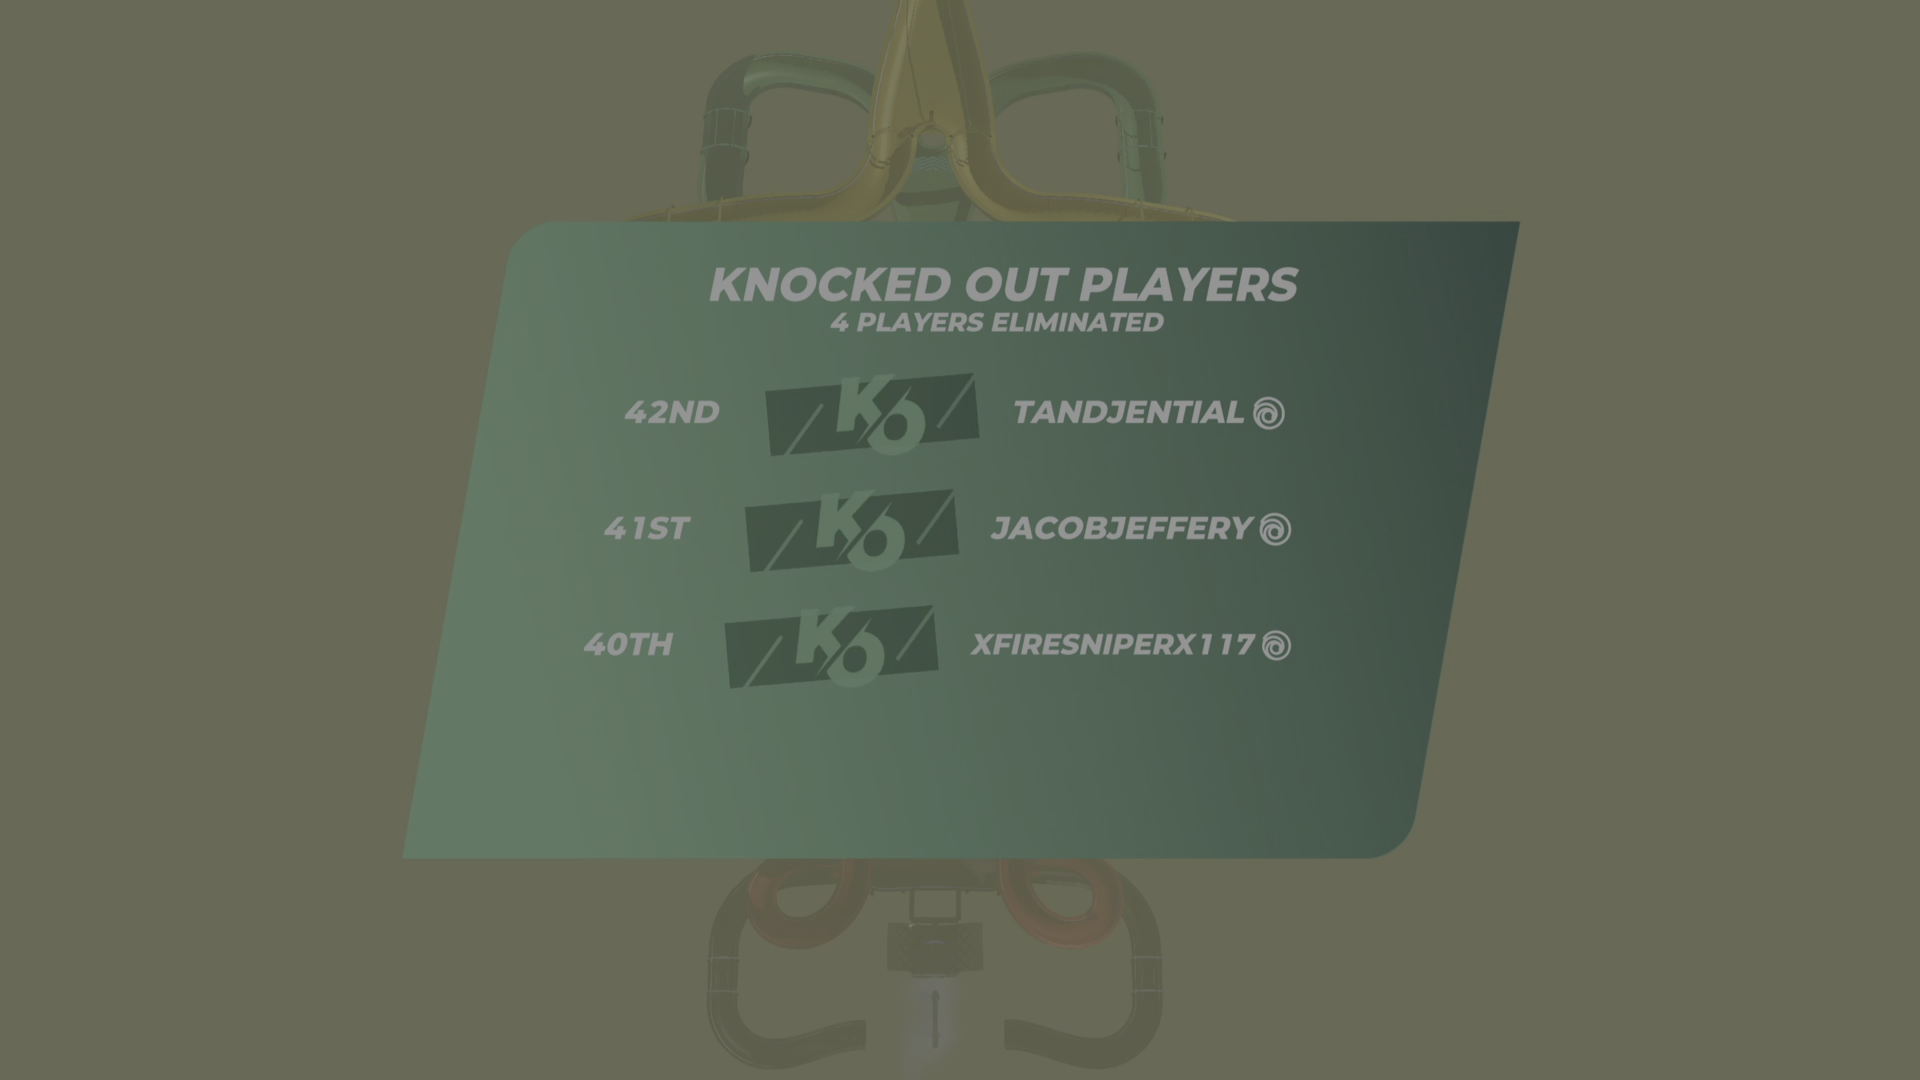 KNOCKED OUT PLAYERS
4 PLAYERS ELIMINATED
42ND KO TANDJENTIAL
41ST KO JACOBJEFFERY
40TH KO XFIRESNIPERX117